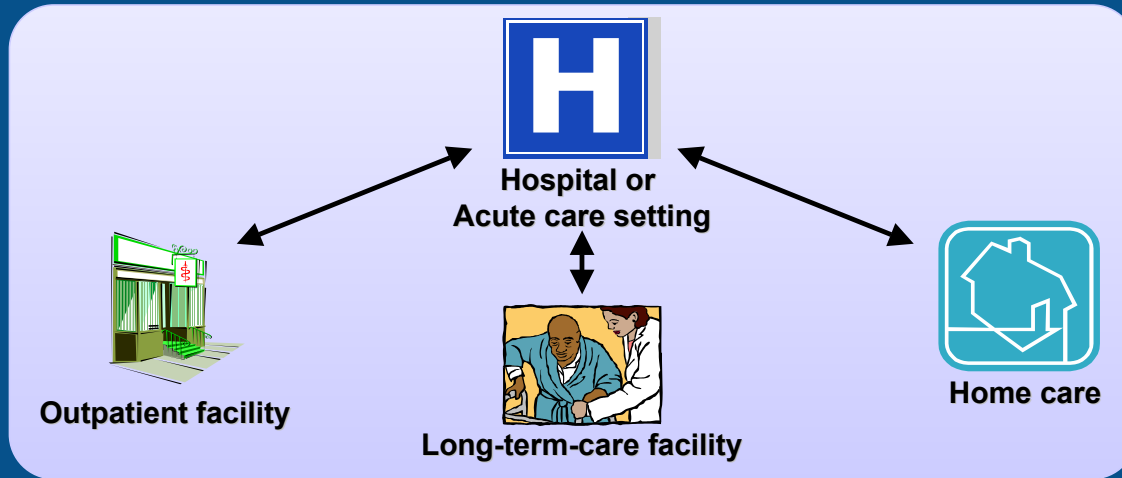 H
Hospital or
Acute care setting
Outpatient facility
Long-term-care facility
Home care